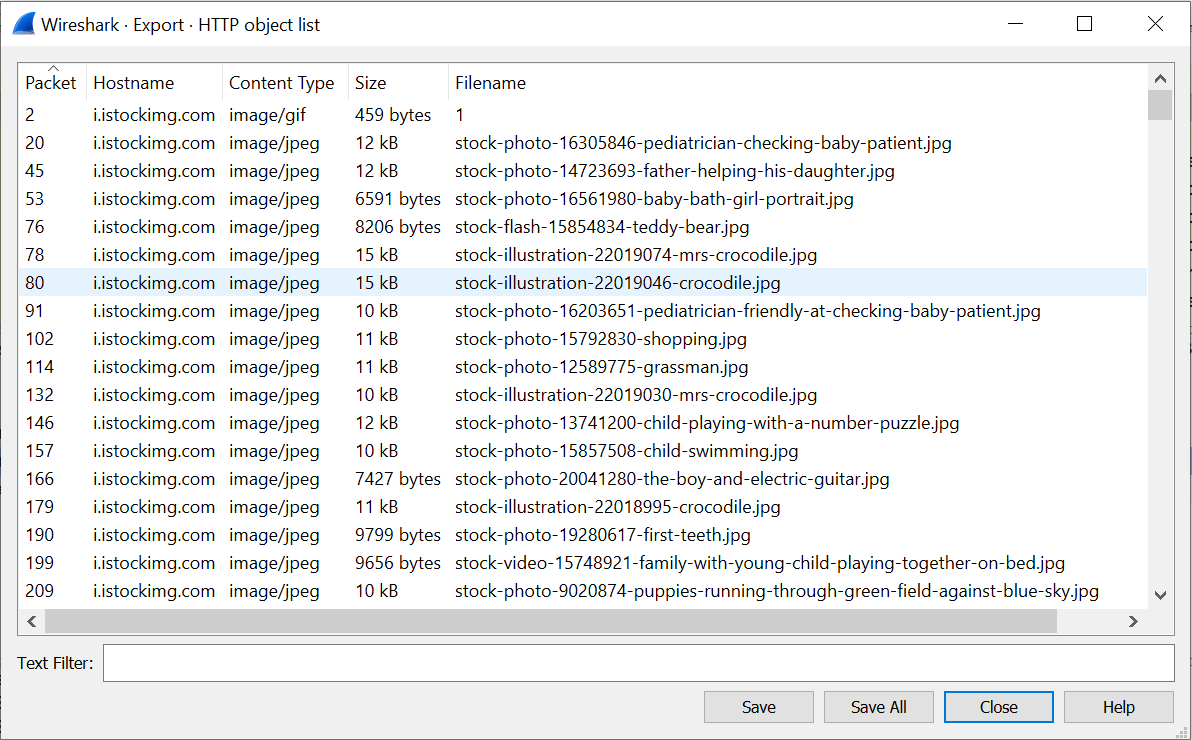 Wireshark · Export · HTTP object list
Packet Hostname Content Type Size Filename
2 i.istockimg.com image/gif 459 bytes 1
20 i.istockimg.com image/jpeg 12 kB stock-photo-16305846-pediatrician-checking-baby-patient.jpg
45 i.istockimg.com image/jpeg 12 kB stock-photo-14723693-father-helping-his-daughter.jpg
53 i.istockimg.com image/jpeg 6591 bytes stock-photo-16561980-baby-bath-girl-portrait.jpg
76 i.istockimg.com image/jpeg 8206 bytes stock-flash-15854834-teddy-bear.jpg
78 i.istockimg.com image/jpeg 15 kB stock-illustration-22019074-mrs-crocodile.jpg
80 i.istockimg.com image/jpeg 15 kB stock-illustration-22019046-crocodile.jpg
91 i.istockimg.com image/jpeg 10 kB stock-photo-16203651-pediatrician-friendly-at-checking-baby-patient.jpg
102 i.istockimg.com image/jpeg 11 kB stock-photo-15792830-shopping.jpg
114 i.istockimg.com image/jpeg 11 kB stock-photo-12589775-grassman.jpg
132 i.istockimg.com image/jpeg 10 kB stock-illustration-22019030-mrs-crocodile.jpg
146 i.istockimg.com image/jpeg 12 kB stock-photo-13741200-child-playing-with-a-number-puzzle.jpg
157 i.istockimg.com image/jpeg 10 kB stock-photo-15857508-child-swimming.jpg
166 i.istockimg.com image/jpeg 7427 bytes stock-photo-20041280-the-boy-and-electric-guitar.jpg
179 i.istockimg.com image/jpeg 11 kB stock-illustration-22018995-crocodile.jpg
190 i.istockimg.com image/jpeg 9799 bytes stock-photo-19280617-first-teeth.jpg
199 i.istockimg.com image/jpeg 9656 bytes stock-video-15748921-family-with-young-child-playing-together-on-bed.jpg
209 i.istockimg.com image/jpeg 10 kB stock-photo-9020874-puppies-running-through-green-field-against-blue-sky.jpg
Text Filter:
Save Save All Close Help